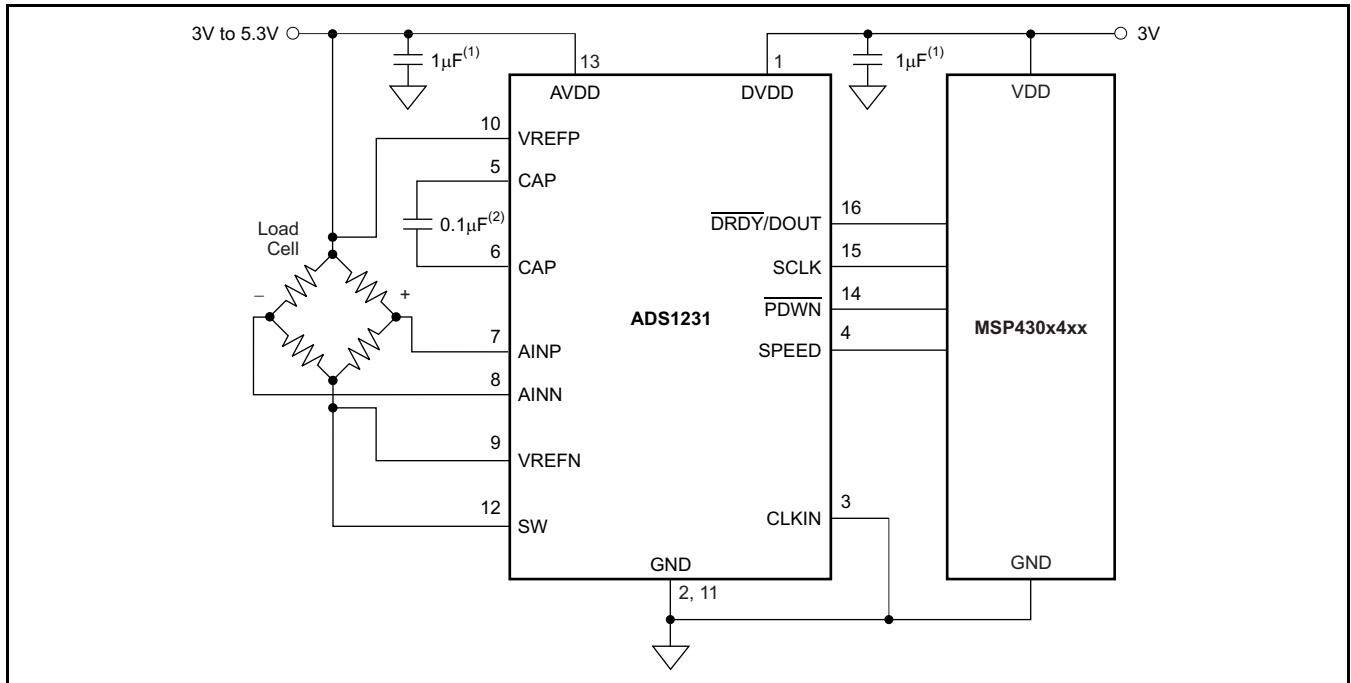 3V to 5.3V
1μF(1)
13
1
1μF(1)
3V
AVDD
DVDD
VDD
10
VREFP
5
CAP
0.1μF(2)
6
CAP
Load
Cell
–
+
7
AINP
8
AINN
9
VREFN
12
SW
ADS1231
16
DRDY/DOUT
15
SCLK
14
PDWN
4
SPEED
MSP430x4xx
3
CLKIN
GND
2, 11
GND